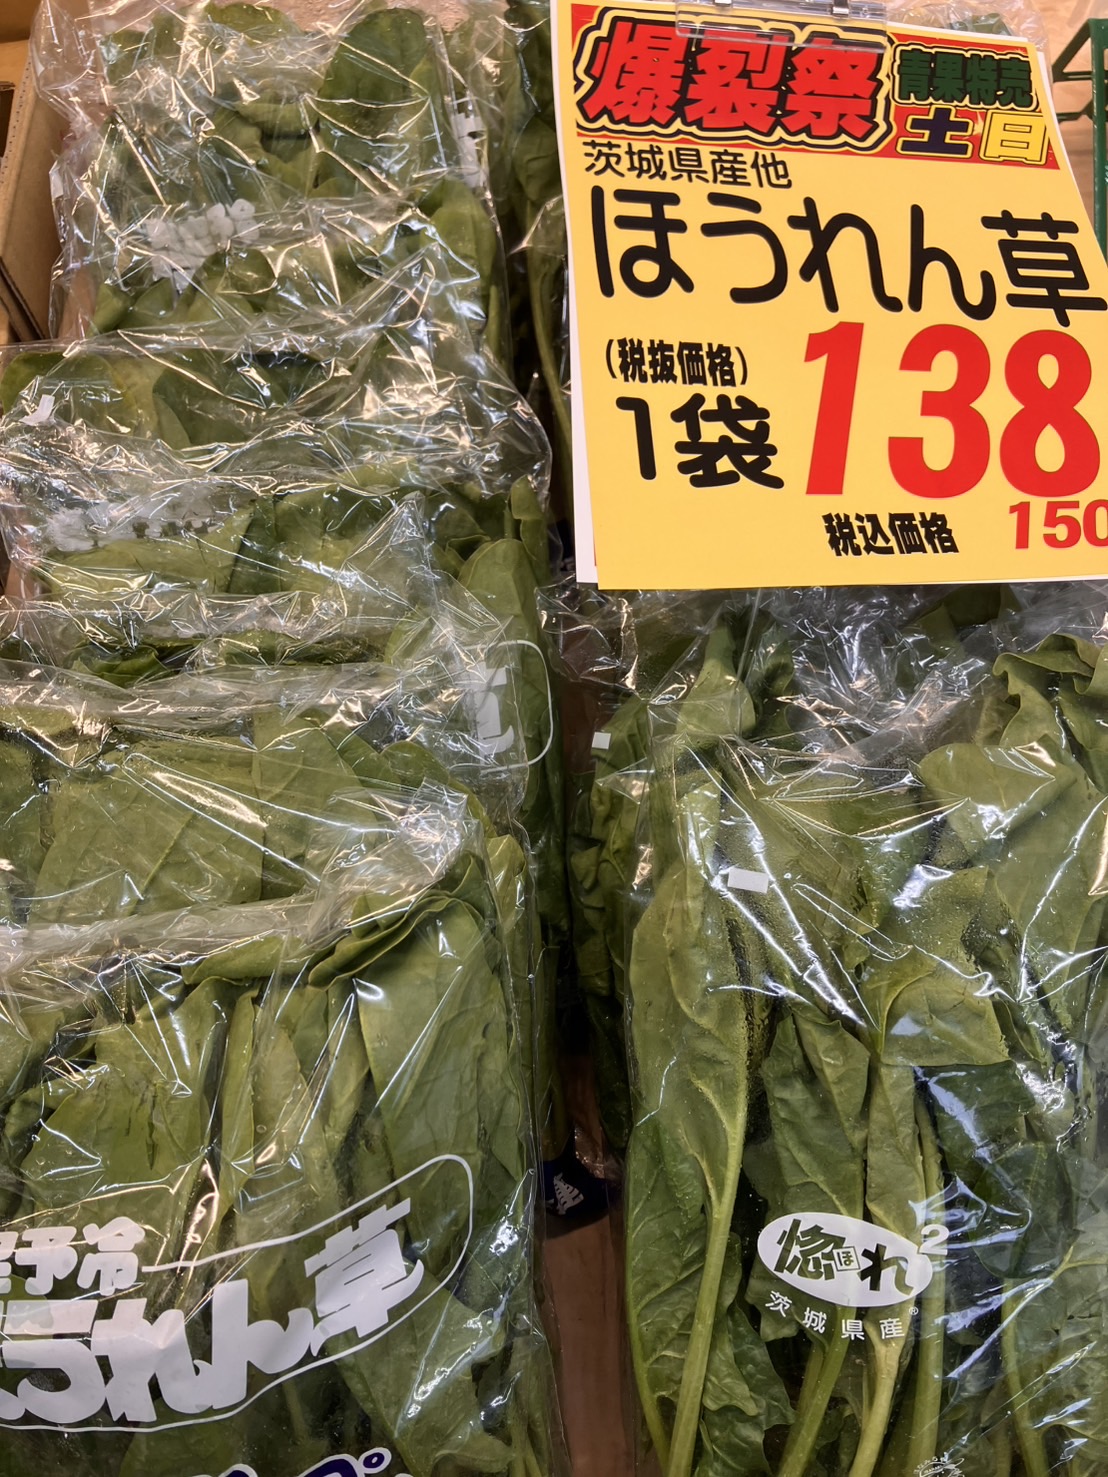 爆裂祭
青果特売
土日
茨城県産他
ほうれん草
(税抜価格)
1袋 138
税込価格 150
予冷
うれん草
惚れ²
ほ
茨城県産